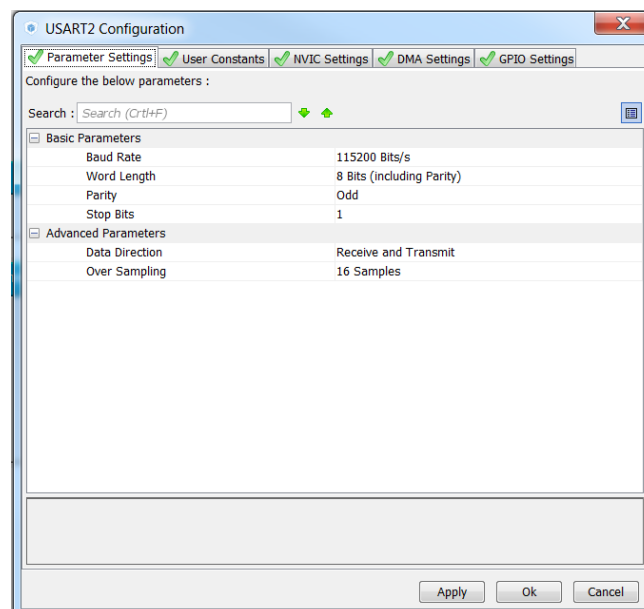 USART2 Configuration
Parameter Settings User Constants NVIC Settings DMA Settings GPIO Settings
Configure the below parameters :
Search : Search (Crtl+F)
Basic Parameters
Baud Rate 115200 Bits/s
Word Length 8 Bits (including Parity)
Parity Odd
Stop Bits 1
Advanced Parameters
Data Direction Receive and Transmit
Over Sampling 16 Samples
Apply Ok Cancel